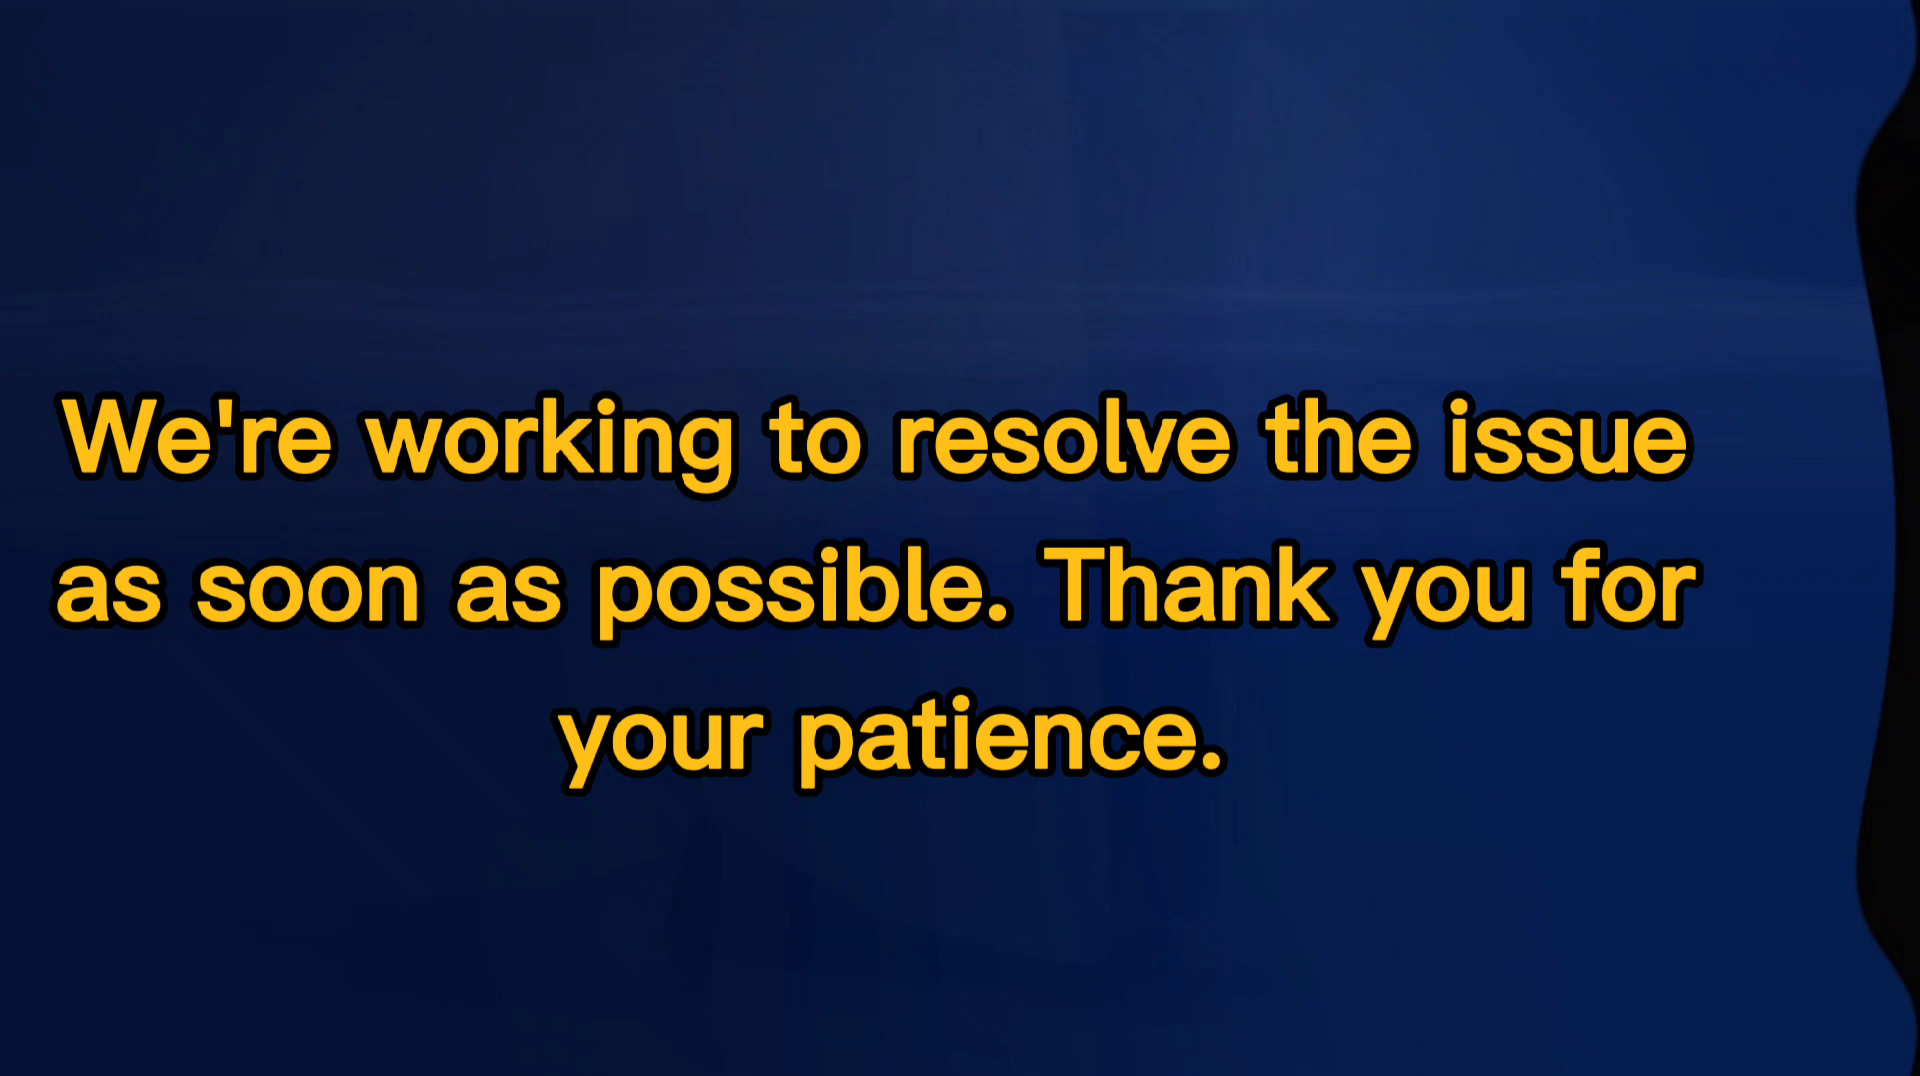 We're working to resolve the issue
as soon as possible. Thank you for
your patience.